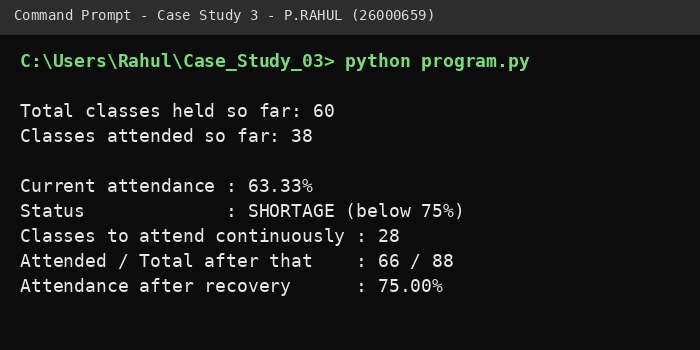 Command Prompt - Case Study 3 - P.RAHUL (26000659)
C:\Users\Rahul\Case_Study_03> python program.py
Total classes held so far: 60
Classes attended so far: 38
Current attendance : 63.33%
Status             : SHORTAGE (below 75%)
Classes to attend continuously : 28
Attended / Total after that    : 66 / 88
Attendance after recovery      : 75.00%